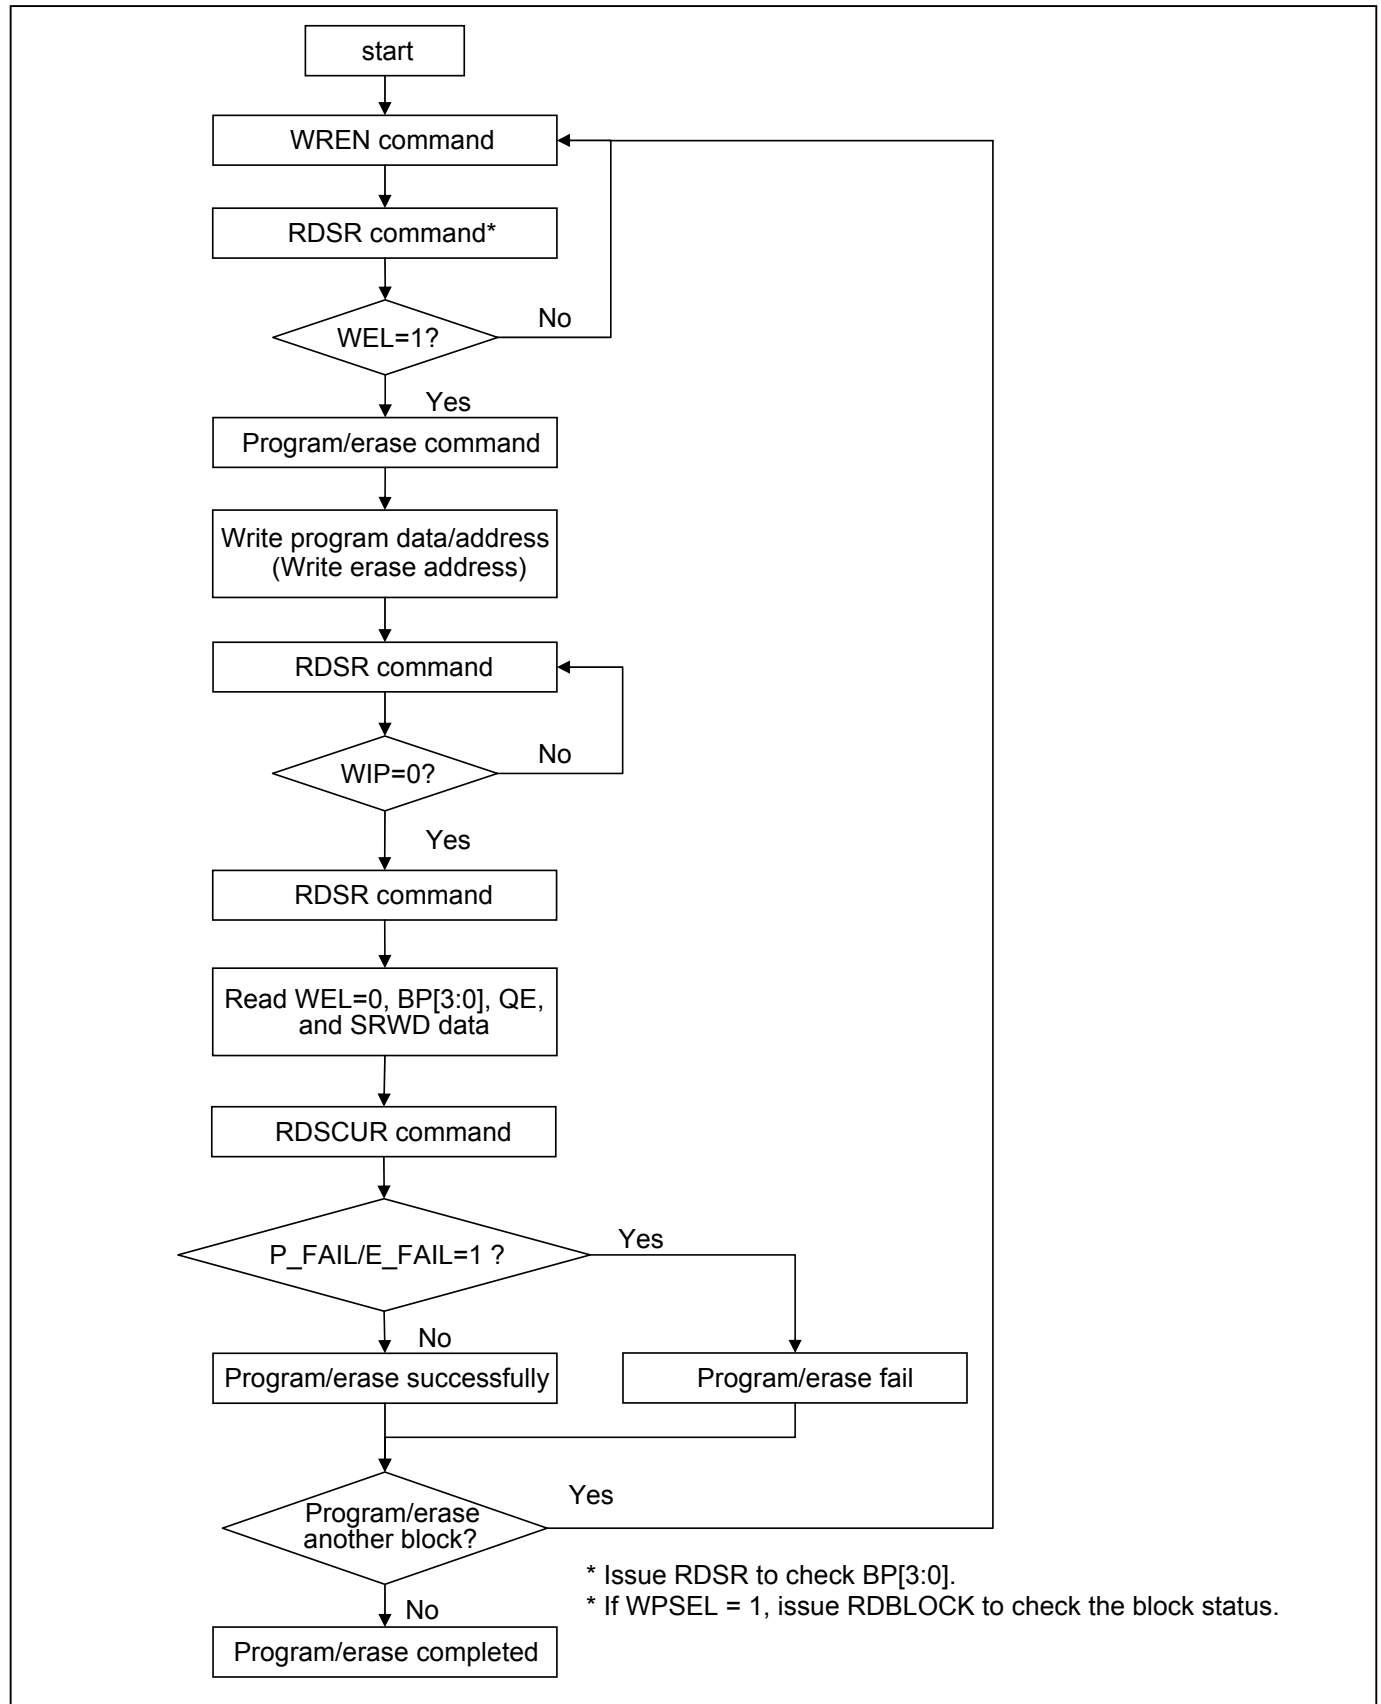 start
WREN command
RDSR command*
WEL=1?
No
Yes
Program/erase command
Write program data/address
(Write erase address)
RDSR command
WIP=0?
No
Yes
RDSR command
Read WEL=0, BP[3:0], QE,
and SRWD data
RDSCUR command
P_FAIL/E_FAIL=1 ?
Yes
No
Program/erase successfully
Program/erase fail
Program/erase
another block?
Yes
* Issue RDSR to check BP[3:0].
* If WPSEL = 1, issue RDBLOCK to check the block status.
No
Program/erase completed